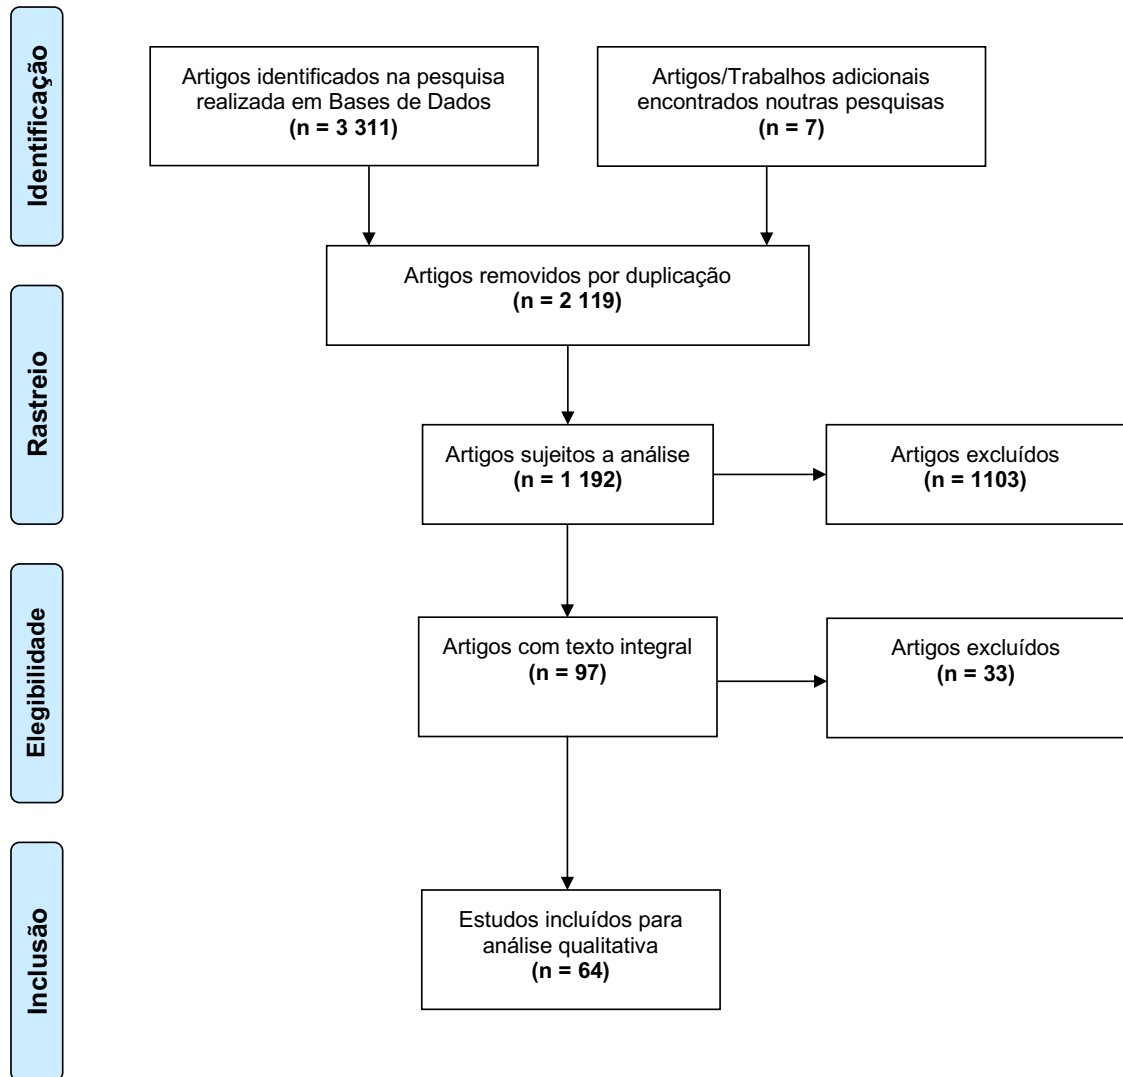 Identificação
Artigos identificados na pesquisa
realizada em Bases de Dados
(n = 3 311)
Artigos/Trabalhos adicionais
encontrados noutras pesquisas
(n = 7)
Artigos removidos por duplicação
(n = 2 119)
Rastreio
Artigos sujeitos a análise
(n = 1 192)
Artigos excluídos
(n = 1103)
Elegibilidade
Artigos com texto integral
(n = 97)
Artigos excluídos
(n = 33)
Inclusão
Estudos incluídos para
análise qualitativa
(n = 64)